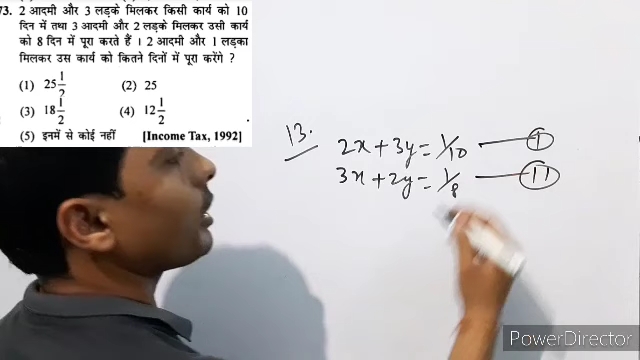 73. 2 आदमी और 3 लड़के मिलकर किसी कार्य को 10
दिन में तथा 3 आदमी और 2 लड़के मिलकर उसी कार्य
को 8 दिन में पूरा करते हैं । 2 आदमी और 1 लड़का
मिलकर उस कार्य को कितने दिनों में पूरा करेंगे ?
(1) 25 1/2 (2) 25
(3) 18 1/2 (4) 12 1/2
(5) इनमें से कोई नहीं [Income Tax, 1992]
13. 2x + 3y = 1/10 — 1
3x + 2y = 1/8 — 11
PowerDirector